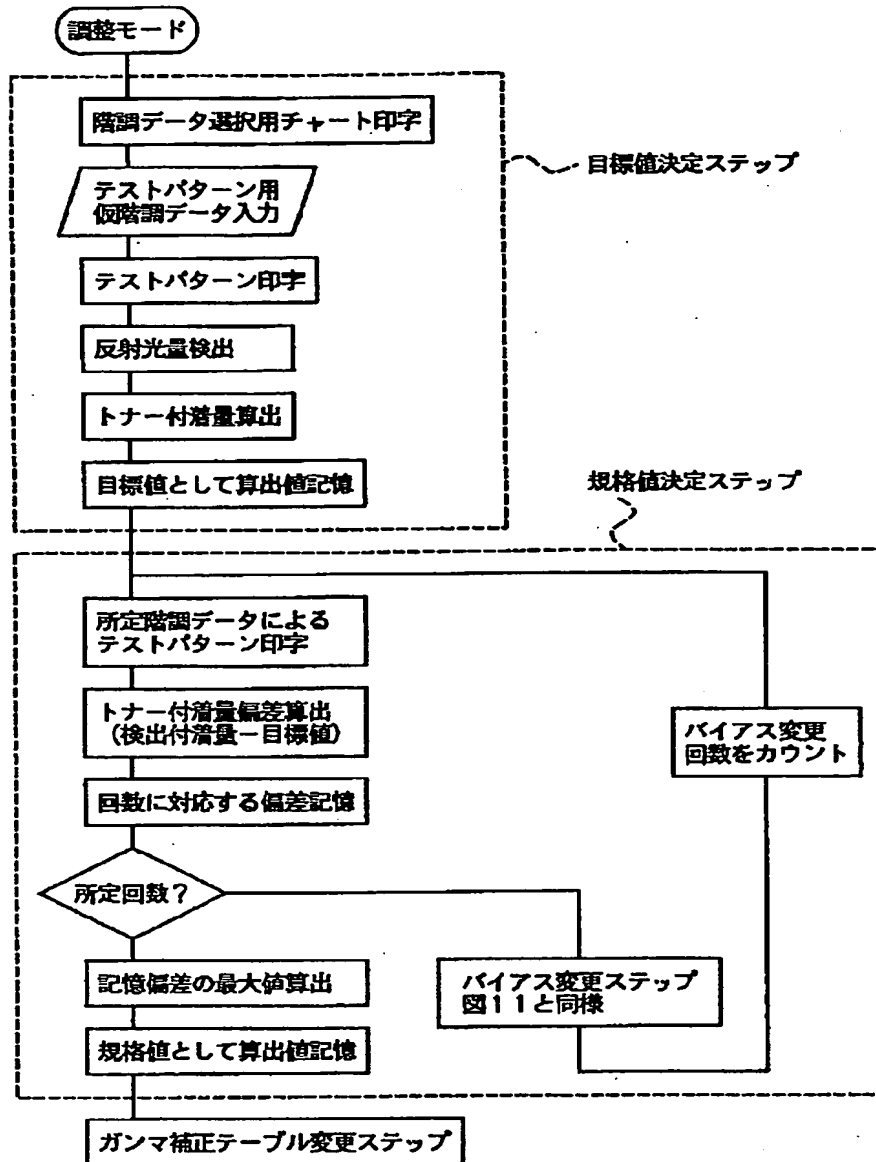 調整モード
階調データ選択用チャート印字
目標値決定ステップ
テストパターン用
仮階調データ入力
テストパターン印字
反射光量検出
トナー付着量算出
目標値として算出値記憶
規格値決定ステップ
所定階調データによる
テストパターン印字
トナー付着量偏差算出
(検出付着量－目標値)
バイアス変更
回数をカウント
回数に対応する偏差記憶
所定回数?
記憶偏差の最大値算出
バイアス変更ステップ
図11と同様
規格値として算出値記憶
ガンマ補正テーブル変更ステップ